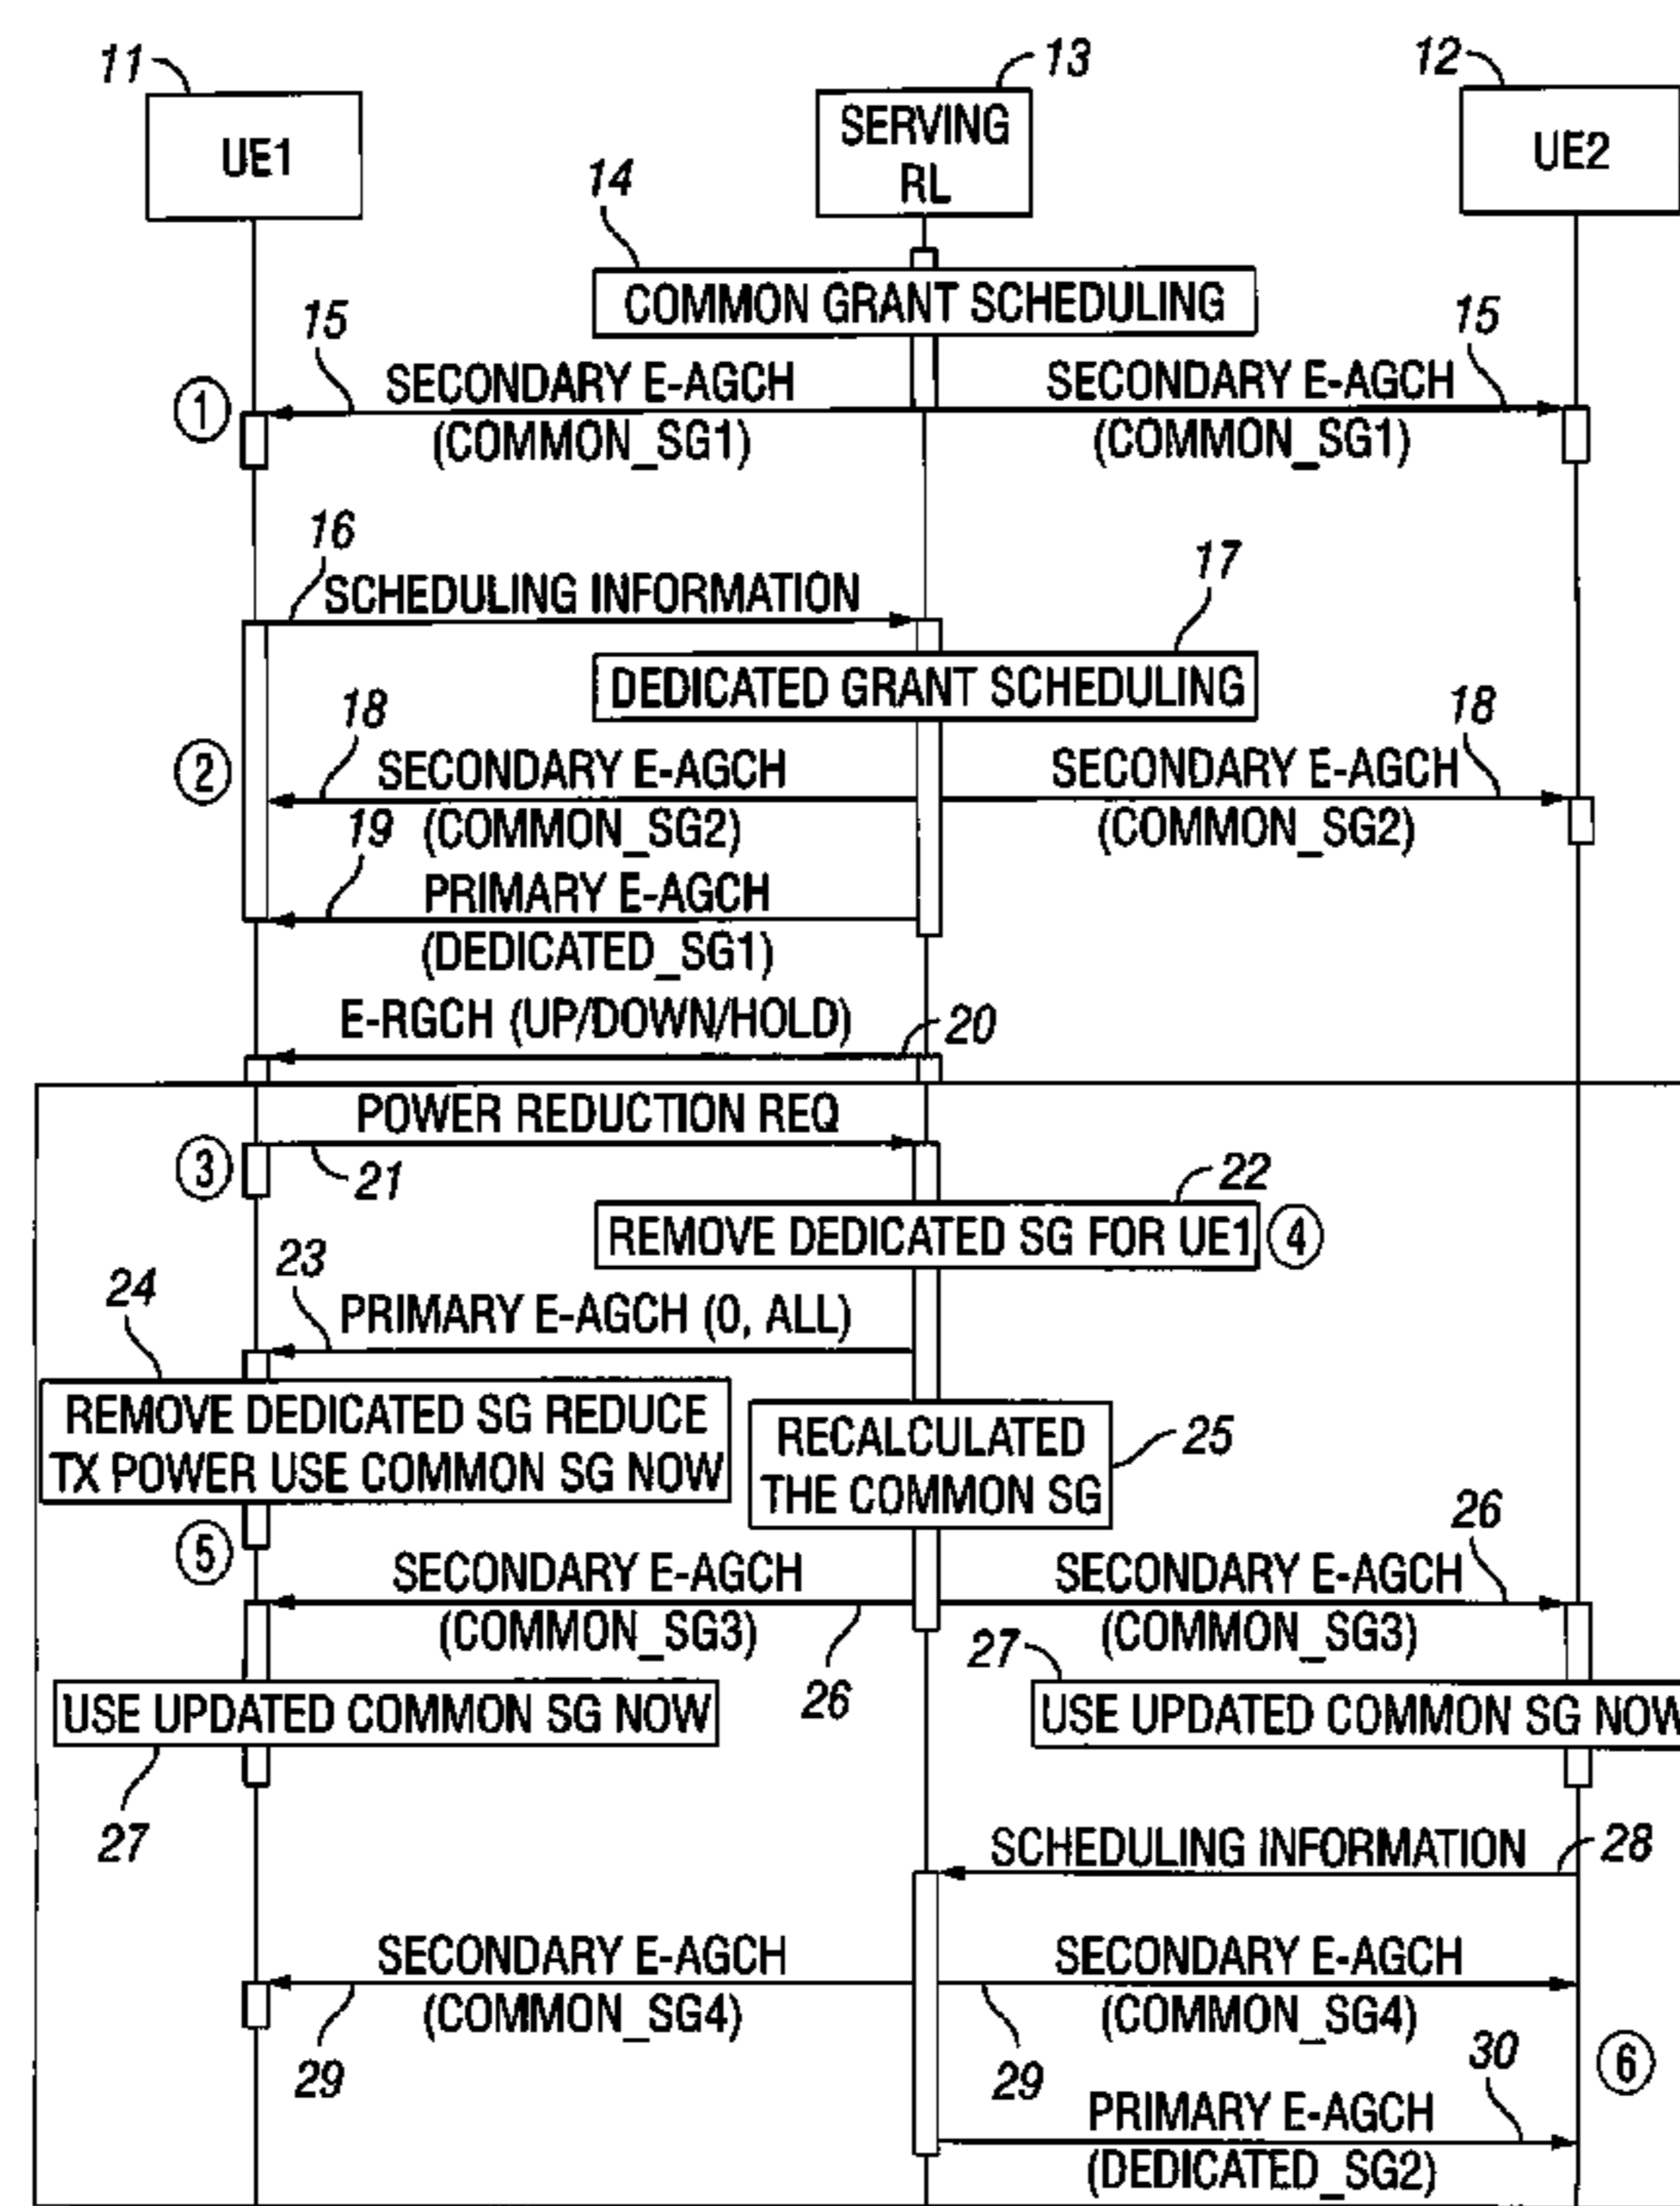 11
13
12
UE1
SERVING
RL
UE2
14
COMMON GRANT SCHEDULING
15
15
1
SECONDARY E-AGCH
(COMMON_SG1)
SECONDARY E-AGCH
(COMMON_SG1)
16
SCHEDULING INFORMATION
17
DEDICATED GRANT SCHEDULING
18
18
2
SECONDARY E-AGCH
(COMMON_SG2)
SECONDARY E-AGCH
(COMMON_SG2)
19
PRIMARY E-AGCH
(DEDICATED_SG1)
E-RGCH (UP/DOWN/HOLD)
20
POWER REDUCTION REQ
3
21
22
REMOVE DEDICATED SG FOR UE1
4
23
24
PRIMARY E-AGCH (0, ALL)
REMOVE DEDICATED SG REDUCE
TX POWER USE COMMON SG NOW
RECALCULATED
THE COMMON SG
25
26
5
SECONDARY E-AGCH
(COMMON_SG3)
SECONDARY E-AGCH
(COMMON_SG3)
26
27
USE UPDATED COMMON SG NOW
USE UPDATED COMMON SG NOW
27
SCHEDULING INFORMATION
28
SECONDARY E-AGCH
(COMMON_SG4)
SECONDARY E-AGCH
(COMMON_SG4)
29
29
30
6
PRIMARY E-AGCH
(DEDICATED_SG2)